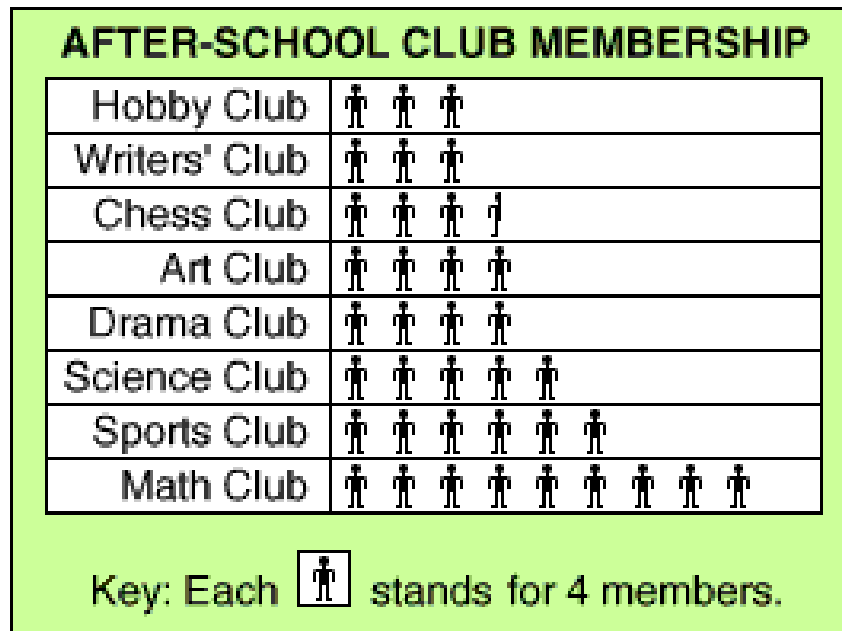 AFTER-SCHOOL CLUB MEMBERSHIP
Hobby Club
Writers' Club
Chess Club
Art Club
Drama Club
Science Club
Sports Club
Math Club
Key: Each stands for 4 members.